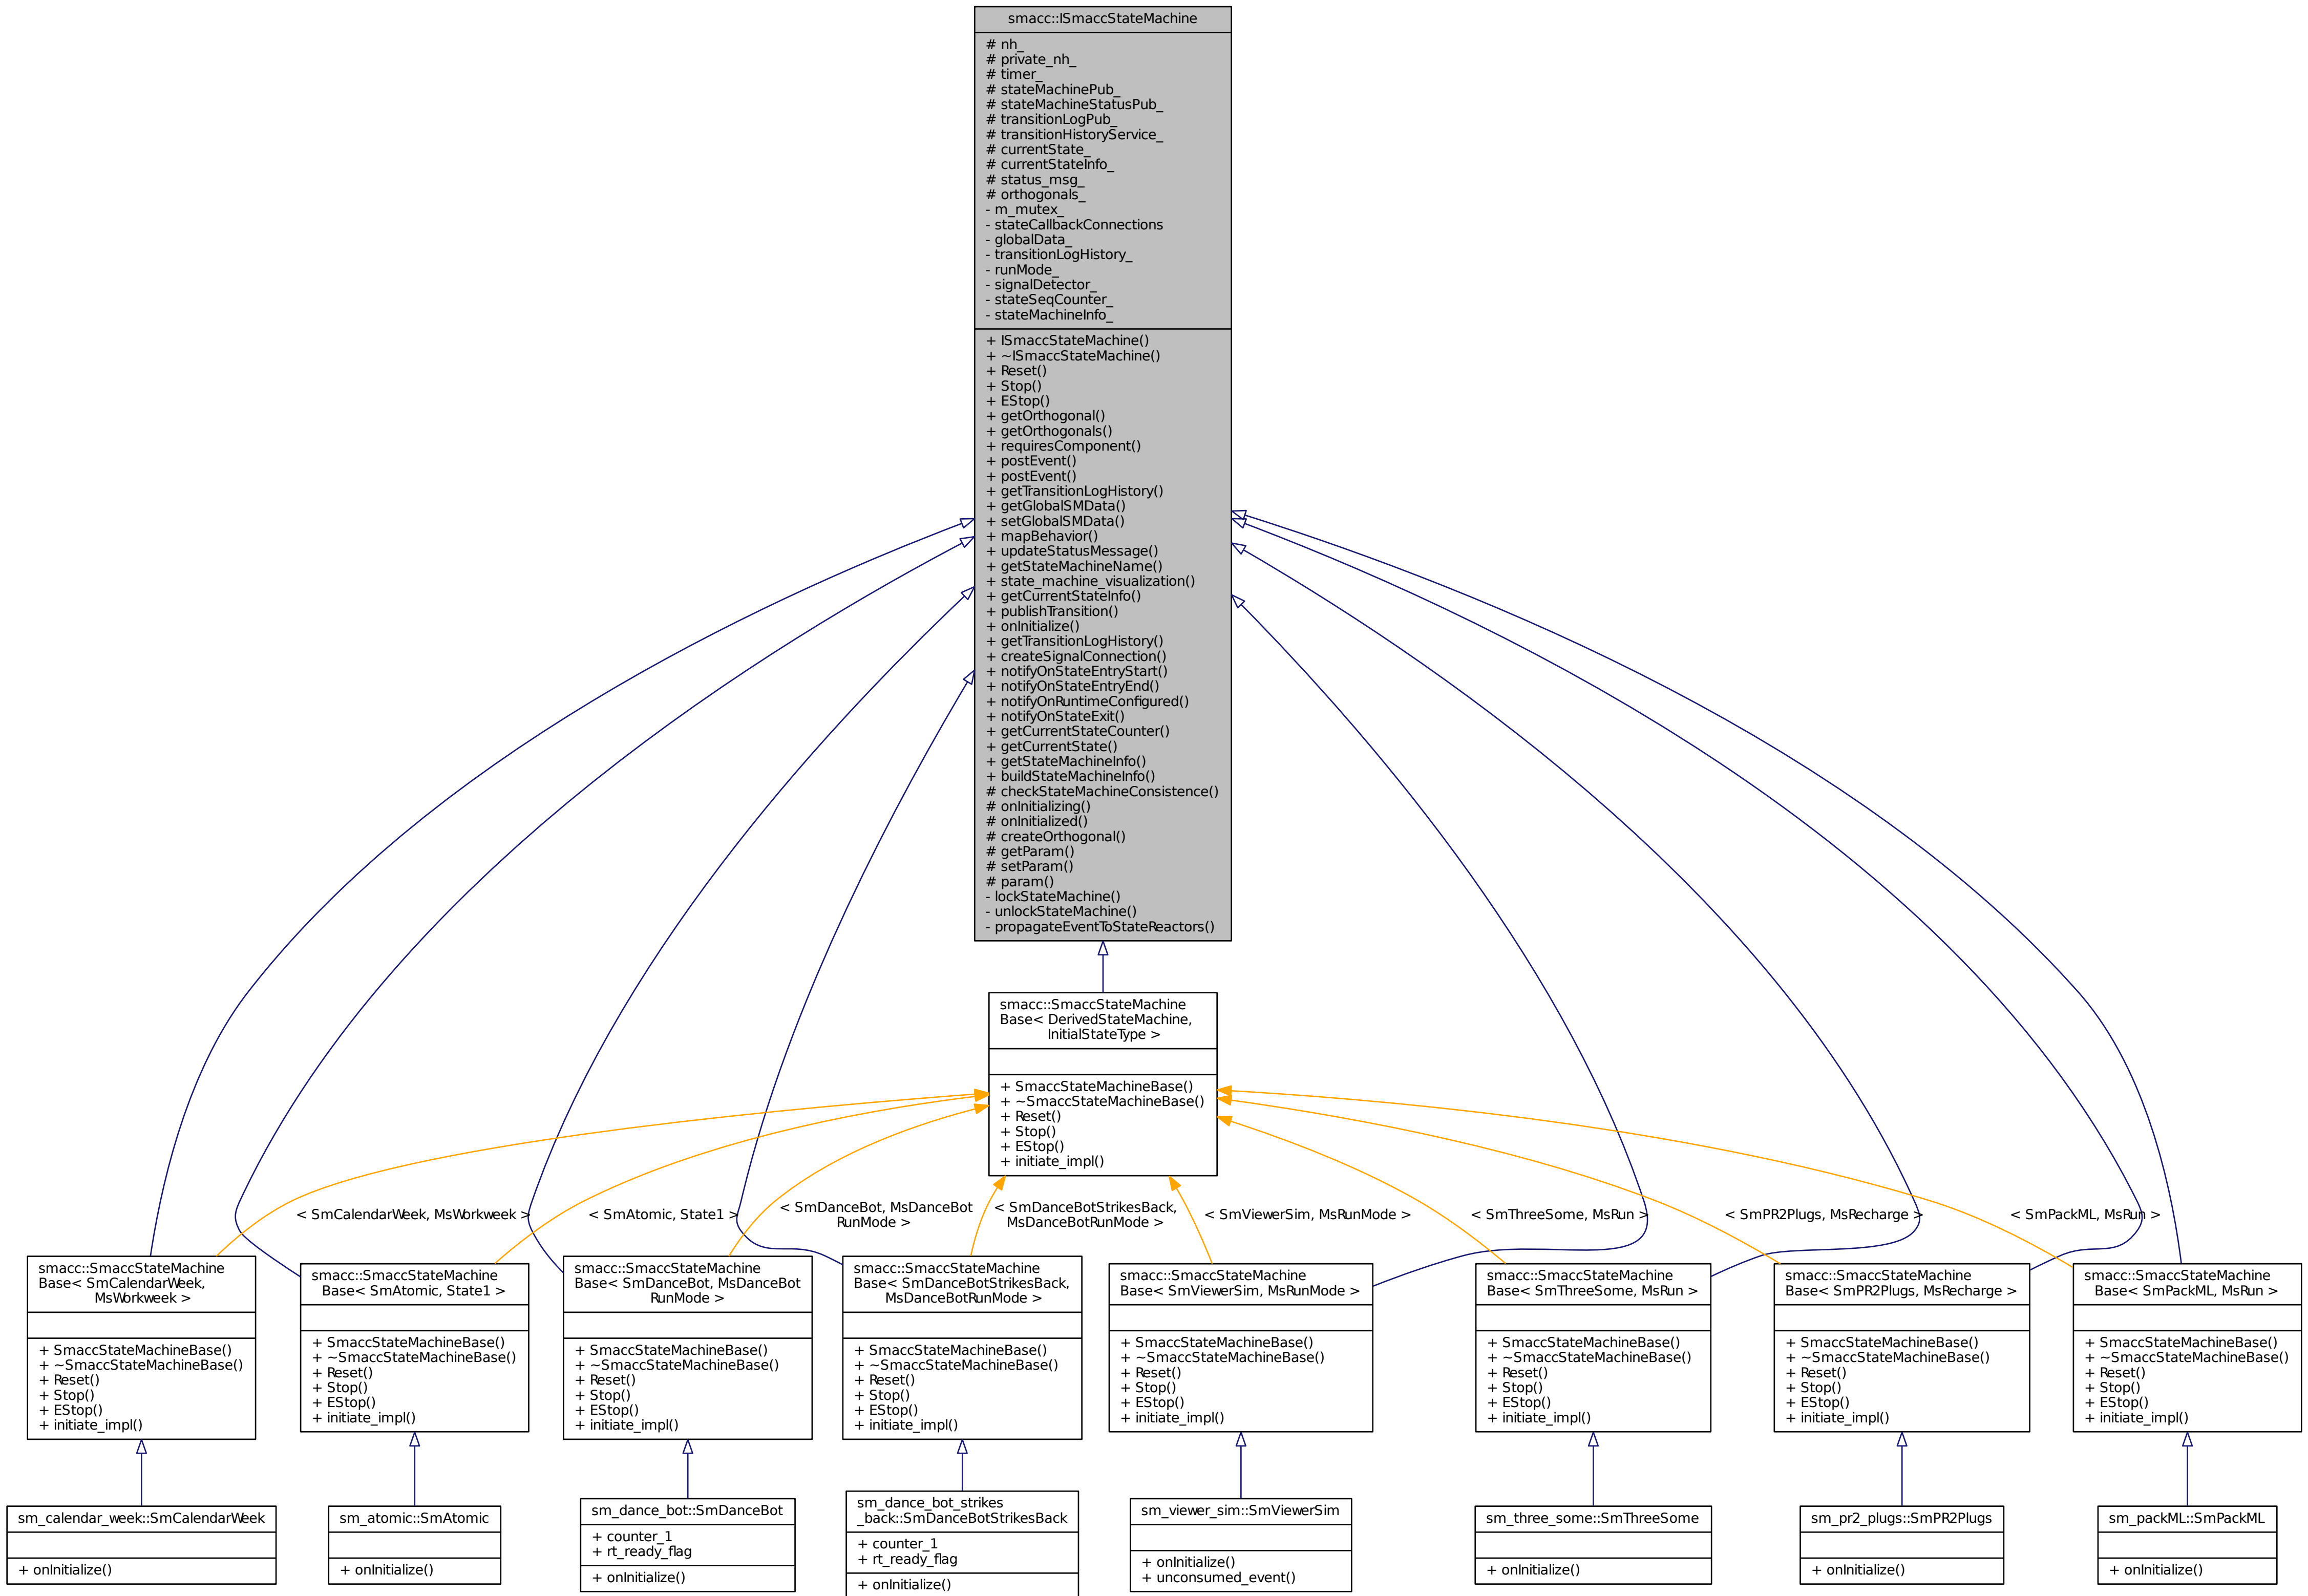 smacc::ISmaccStateMachine
# nh_
# private_nh_
# timer_
# stateMachinePub_
# stateMachineStatusPub_
# transitionLogPub_
# transitionHistoryService_
# currentState_
# currentStateInfo_
# status_msg_
# orthogonals_
- m_mutex_
- stateCallbackConnections
- globalData_
- transitionLogHistory_
- runMode_
- signalDetector_
- stateSeqCounter_
- stateMachineInfo_
+ ISmaccStateMachine()
+ ~ISmaccStateMachine()
+ Reset()
+ Stop()
+ EStop()
+ getOrthogonal()
+ getOrthogonals()
+ requiresComponent()
+ postEvent()
+ postEvent()
+ getTransitionLogHistory()
+ getGlobalSMData()
+ setGlobalSMData()
+ mapBehavior()
+ updateStatusMessage()
+ getStateMachineName()
+ state_machine_visualization()
+ getCurrentStateInfo()
+ publishTransition()
+ onInitialize()
+ getTransitionLogHistory()
+ createSignalConnection()
+ notifyOnStateEntryStart()
+ notifyOnStateEntryEnd()
+ notifyOnRuntimeConfigured()
+ notifyOnStateExit()
+ getCurrentStateCounter()
+ getCurrentState()
+ getStateMachineInfo()
+ buildStateMachineInfo()
# checkStateMachineConsistence()
# onInitializing()
# onInitialized()
# createOrthogonal()
# getParam()
# setParam()
# param()
- lockStateMachine()
- unlockStateMachine()
- propagateEventToStateReactors()
smacc::SmaccStateMachine
Base< DerivedStateMachine,
InitialStateType >
+ SmaccStateMachineBase()
+ ~SmaccStateMachineBase()
+ Reset()
+ Stop()
+ EStop()
+ initiate_impl()
< SmCalendarWeek, MsWorkweek >
< SmAtomic, State1 >
< SmDanceBot, MsDanceBot
RunMode >
< SmDanceBotStrikesBack,
MsDanceBotRunMode >
< SmViewerSim, MsRunMode >
< SmThreeSome, MsRun >
< SmPR2Plugs, MsRecharge >
< SmPackML, MsRun >
smacc::SmaccStateMachine
Base< SmCalendarWeek,
MsWorkweek >
+ SmaccStateMachineBase()
+ ~SmaccStateMachineBase()
+ Reset()
+ Stop()
+ EStop()
+ initiate_impl()
smacc::SmaccStateMachine
Base< SmAtomic, State1 >
+ SmaccStateMachineBase()
+ ~SmaccStateMachineBase()
+ Reset()
+ Stop()
+ EStop()
+ initiate_impl()
smacc::SmaccStateMachine
Base< SmDanceBot, MsDanceBot
RunMode >
+ SmaccStateMachineBase()
+ ~SmaccStateMachineBase()
+ Reset()
+ Stop()
+ EStop()
+ initiate_impl()
smacc::SmaccStateMachine
Base< SmDanceBotStrikesBack,
MsDanceBotRunMode >
+ SmaccStateMachineBase()
+ ~SmaccStateMachineBase()
+ Reset()
+ Stop()
+ EStop()
+ initiate_impl()
smacc::SmaccStateMachine
Base< SmViewerSim, MsRunMode >
+ SmaccStateMachineBase()
+ ~SmaccStateMachineBase()
+ Reset()
+ Stop()
+ EStop()
+ initiate_impl()
smacc::SmaccStateMachine
Base< SmThreeSome, MsRun >
+ SmaccStateMachineBase()
+ ~SmaccStateMachineBase()
+ Reset()
+ Stop()
+ EStop()
+ initiate_impl()
smacc::SmaccStateMachine
Base< SmPR2Plugs, MsRecharge >
+ SmaccStateMachineBase()
+ ~SmaccStateMachineBase()
+ Reset()
+ Stop()
+ EStop()
+ initiate_impl()
smacc::SmaccStateMachine
Base< SmPackML, MsRun >
+ SmaccStateMachineBase()
+ ~SmaccStateMachineBase()
+ Reset()
+ Stop()
+ EStop()
+ initiate_impl()
sm_calendar_week::SmCalendarWeek
+ onInitialize()
sm_atomic::SmAtomic
+ onInitialize()
sm_dance_bot::SmDanceBot
+ counter_1
+ rt_ready_flag
+ onInitialize()
sm_dance_bot_strikes
_back::SmDanceBotStrikesBack
+ counter_1
+ rt_ready_flag
+ onInitialize()
sm_viewer_sim::SmViewerSim
+ onInitialize()
+ unconsumed_event()
sm_three_some::SmThreeSome
+ onInitialize()
sm_pr2_plugs::SmPR2Plugs
+ onInitialize()
sm_packML::SmPackML
+ onInitialize()